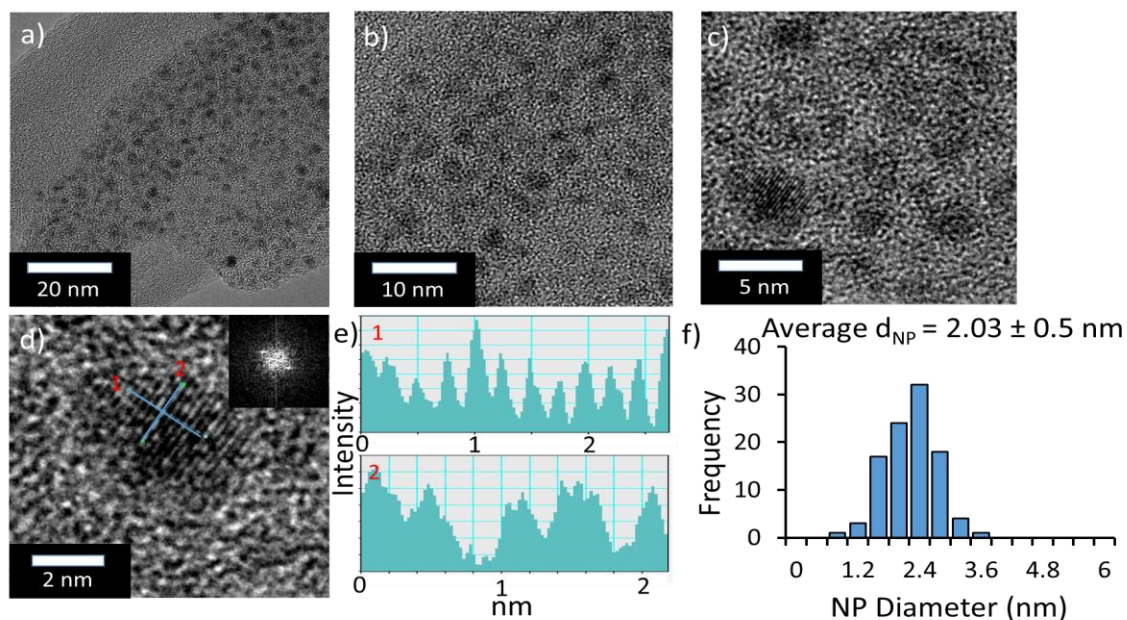 a)
20 nm
b)
10 nm
c)
5 nm
d)
1
2
2 nm
e)
1
Intensity
0 1 2
2
0 1 2
nm
f)
Average dNP = 2.03 ± 0.5 nm
Frequency
40
30
20
10
0
0 1.2 2.4 3.6 4.8 6
NP Diameter (nm)